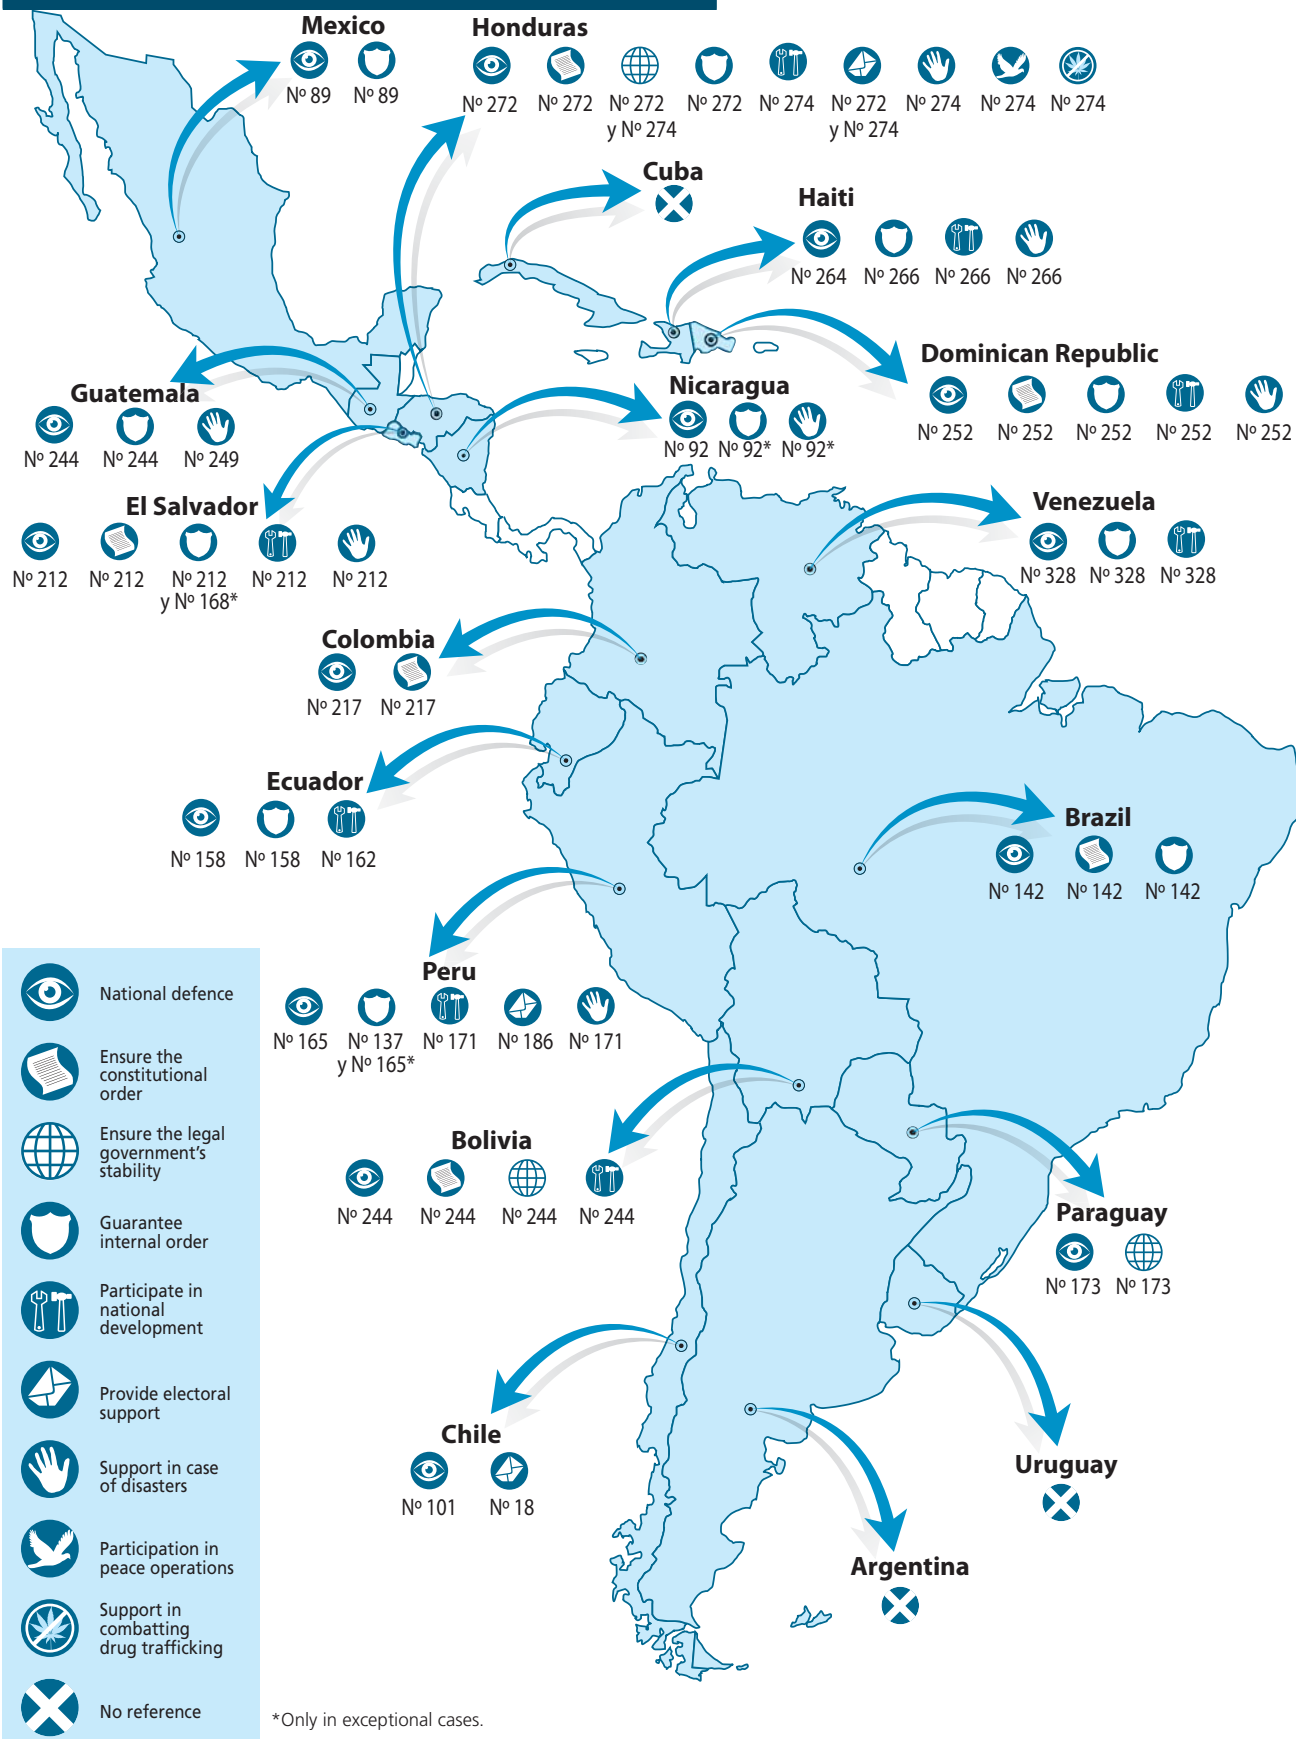 Mexico
Nº 89 Nº 89
Honduras
Nº 272 Nº 272 Nº 272 Nº 272 Nº 274 Nº 272 Nº 274 Nº 274 Nº 274
y Nº 274 y Nº 274
Cuba
Haiti
Nº 264 Nº 266 Nº 266 Nº 266
Dominican Republic
Nº 252 Nº 252 Nº 252 Nº 252 Nº 252
Guatemala
Nº 244 Nº 244 Nº 249
Nicaragua
Nº 92 Nº 92* Nº 92*
El Salvador
Nº 212 Nº 212 Nº 212 Nº 212 Nº 212
y Nº 168*
Venezuela
Nº 328 Nº 328 Nº 328
Colombia
Nº 217 Nº 217
Ecuador
Nº 158 Nº 158 Nº 162
Brazil
Nº 142 Nº 142 Nº 142
Peru
Nº 165 Nº 137 Nº 171 Nº 186 Nº 171
y Nº 165*
Bolivia
Nº 244 Nº 244 Nº 244 Nº 244
Paraguay
Nº 173 Nº 173
Chile
Nº 101 Nº 18
Uruguay
Argentina
National defence
Ensure the
constitutional
order
Ensure the legal
government's
stability
Guarantee
internal order
Participate in
national
development
Provide electoral
support
Support in case
of disasters
Participation in
peace operations
Support in
combatting
drug trafficking
No reference
*Only in exceptional cases.